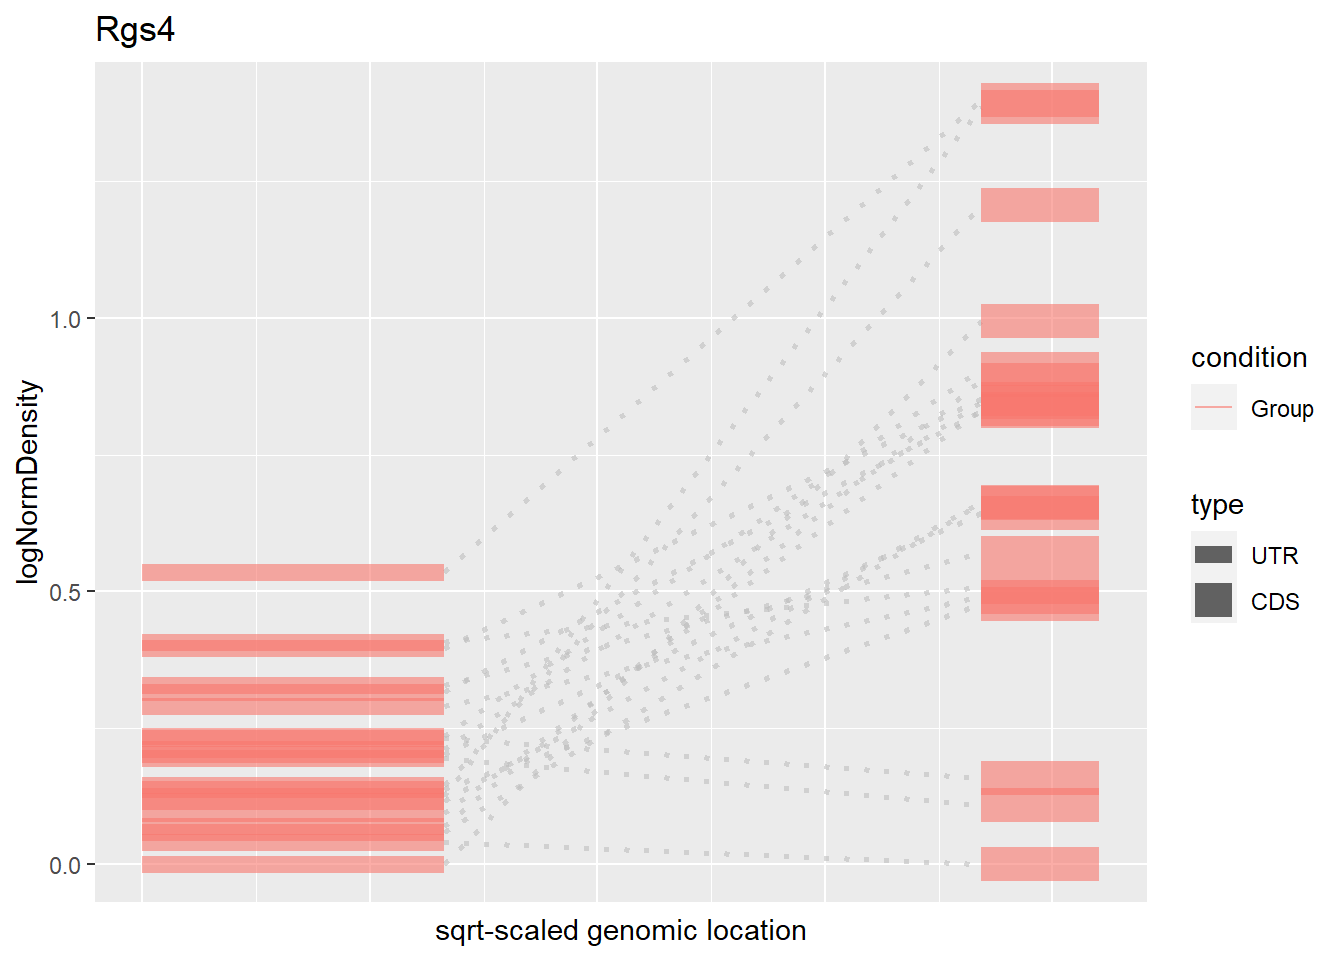 Rgs4
logNormDensity
1.0
0.5
0.0
sqrt-scaled genomic location
condition
Group
type
UTR
CDS